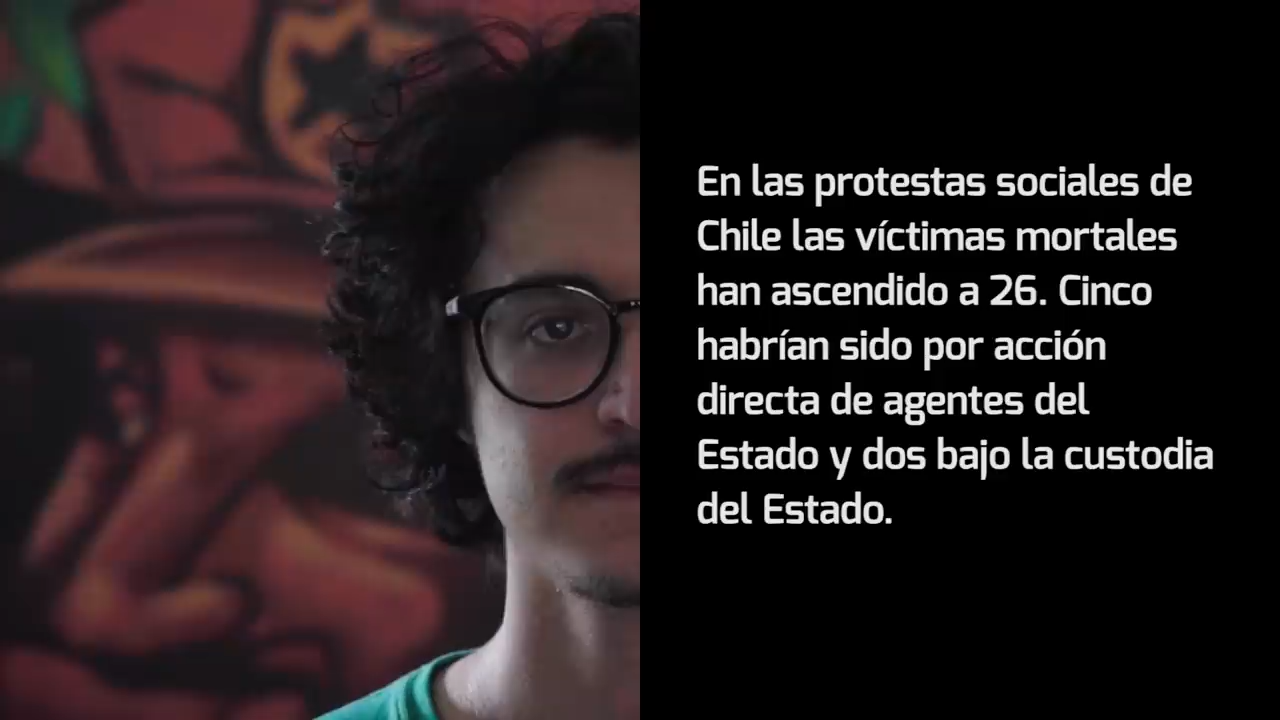 En las protestas sociales de
Chile las víctimas mortales
han ascendido a 26. Cinco
habrían sido por acción
directa de agentes del
Estado y dos bajo la custodia
del Estado.